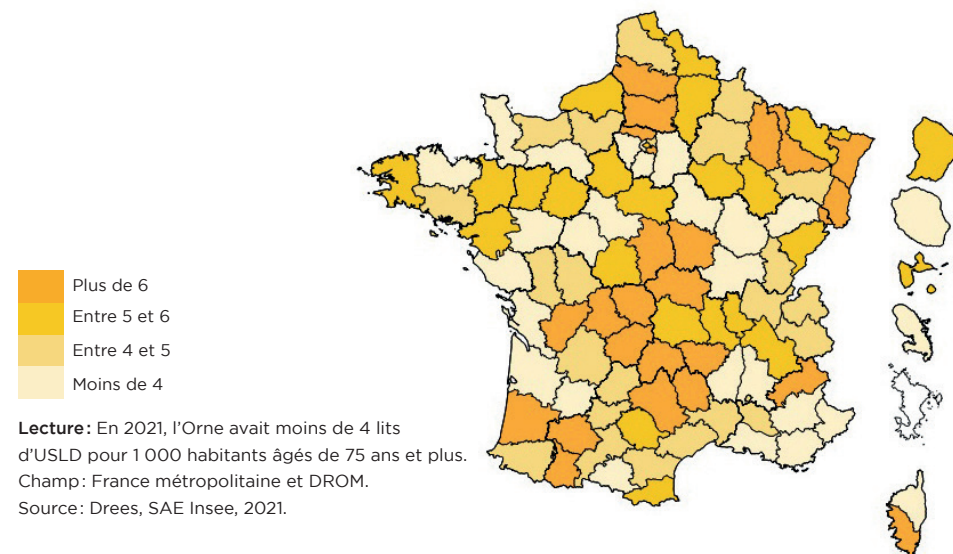 Plus de 6
Entre 5 et 6
Entre 4 et 5
Moins de 4
Lecture : En 2021, l’Orne avait moins de 4 lits
d’USLD pour 1 000 habitants âgés de 75 ans et plus.
Champ : France métropolitaine et DROM.
Source : Drees, SAE Insee, 2021.